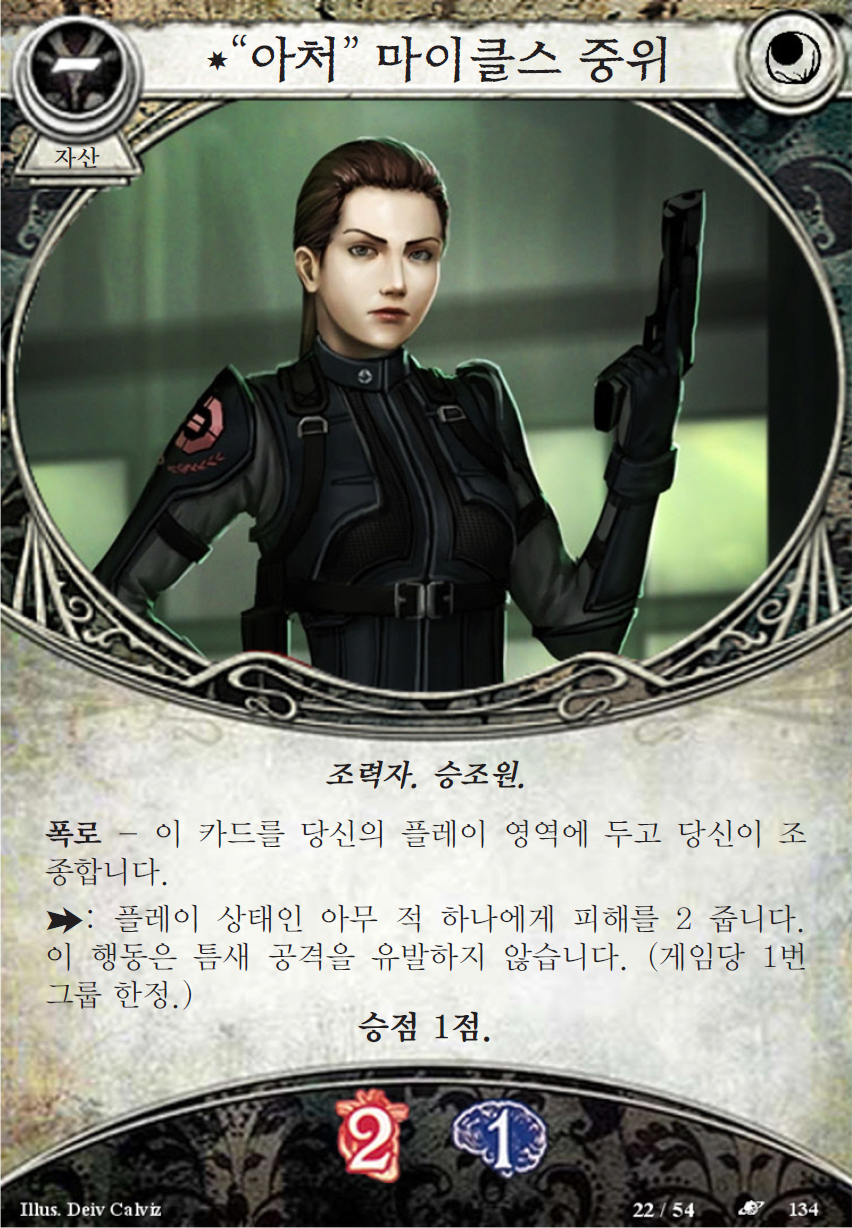 ✷“아처” 마이클스 중위
자산
조력자. 승조원.
폭로 – 이 카드를 당신의 플레이 영역에 두고 당신이 조
종합니다.
➡: 플레이 상태인 아무 적 하나에게 피해를 2 줍니다.
이 행동은 틈새 공격을 유발하지 않습니다. (게임당 1번
그룹 한정.)
승점 1점.
2 1
Illus. Deiv Calviz 22 / 54 134